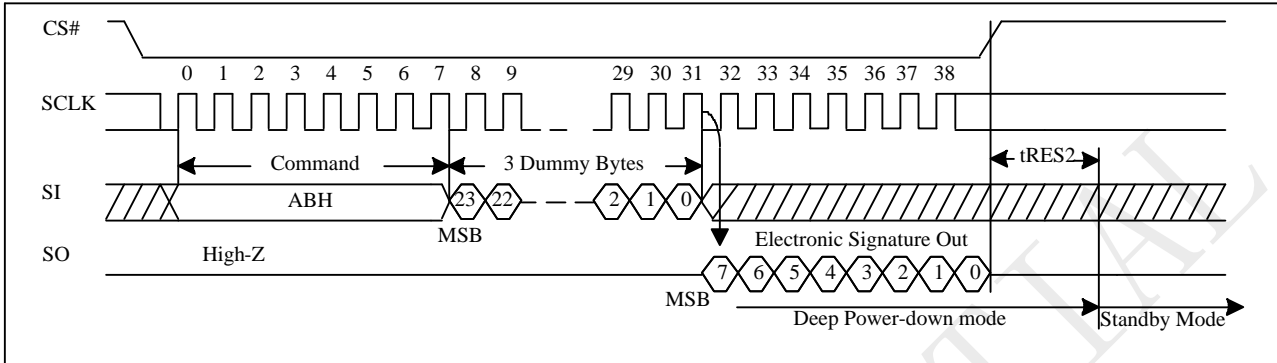 CS#
0 1 2 3 4 5 6 7 8 9 29 30 31 32 33 34 35 36 37 38
SCLK
Command 3 Dummy Bytes tRES2
SI ABH 23 22 2 1 0
MSB
SO High-Z Electronic Signature Out
7 6 5 4 3 2 1 0
MSB
Deep Power-down mode Standby Mode
TIAL